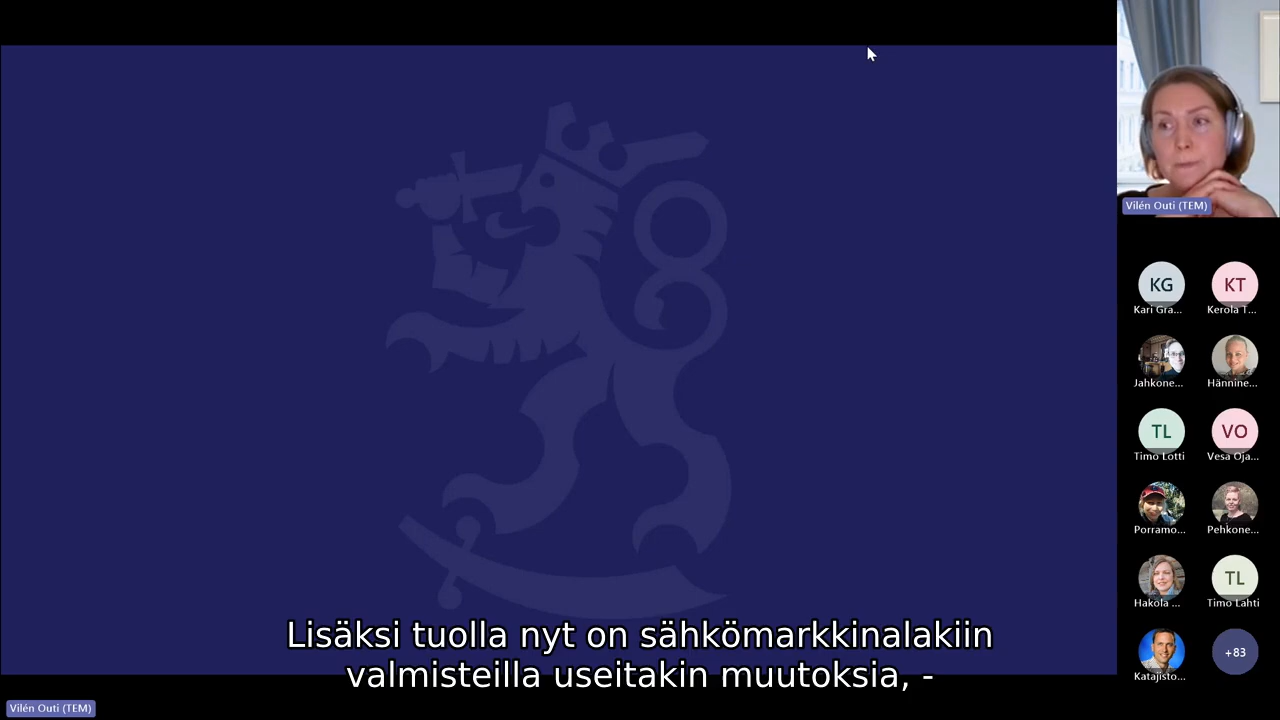 Vilén Outi (TEM)
KG
KT
Kari Gra...
Kerola T...
Jahkone...
Hännine...
TL
VO
Timo Lotti
Vesa Oja...
Porramo...
Pehkone...
TL
Hakola ...
Timo Lahti
+83
Katajisto...
Lisäksi tuolla nyt on sähkömarkkinalakiin
valmisteilla useitakin muutoksia, -
Vilén Outi (TEM)